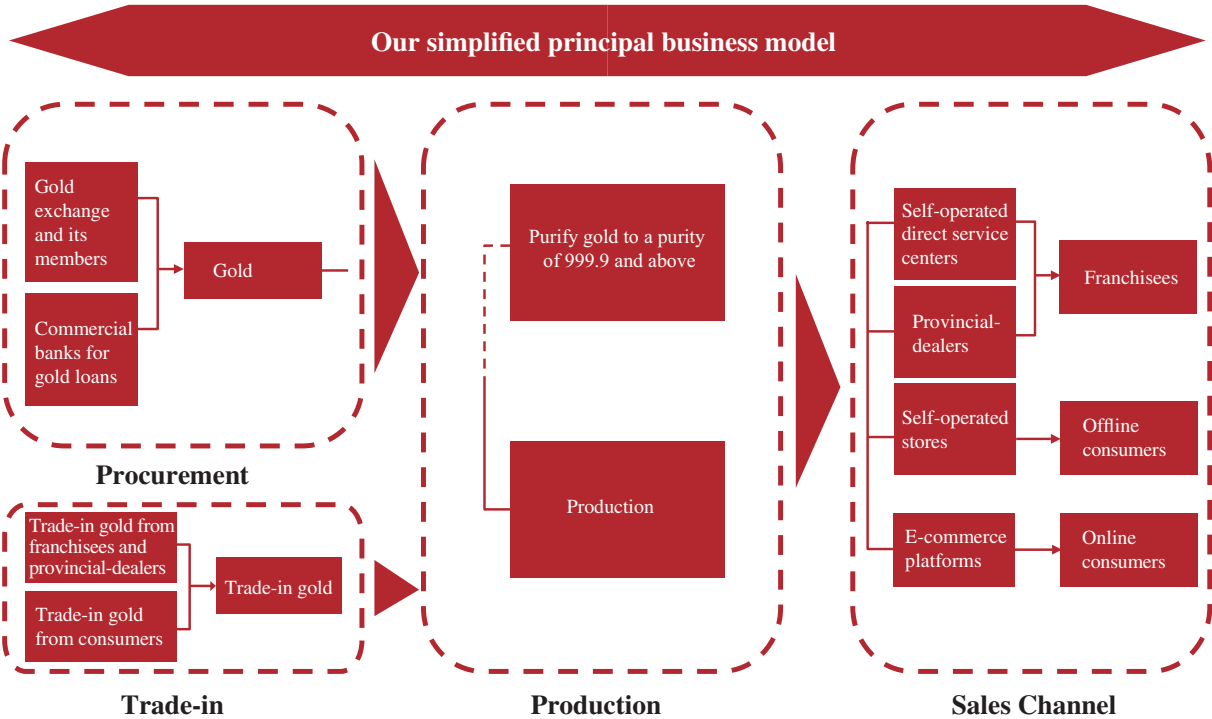 Our simplified principal business model
Gold
exchange
and its
members
Commercial
banks for
gold loans
Gold
Procurement
Trade-in gold from
franchisees and
provincial-dealers
Trade-in gold
from consumers
Trade-in gold
Trade-in
Purify gold to a purity
of 999.9 and above
Production
Production
Self-operated
direct service
centers
Provincial-
dealers
Franchisees
Self-operated
stores
Offline
consumers
E-commerce
platforms
Online
consumers
Sales Channel